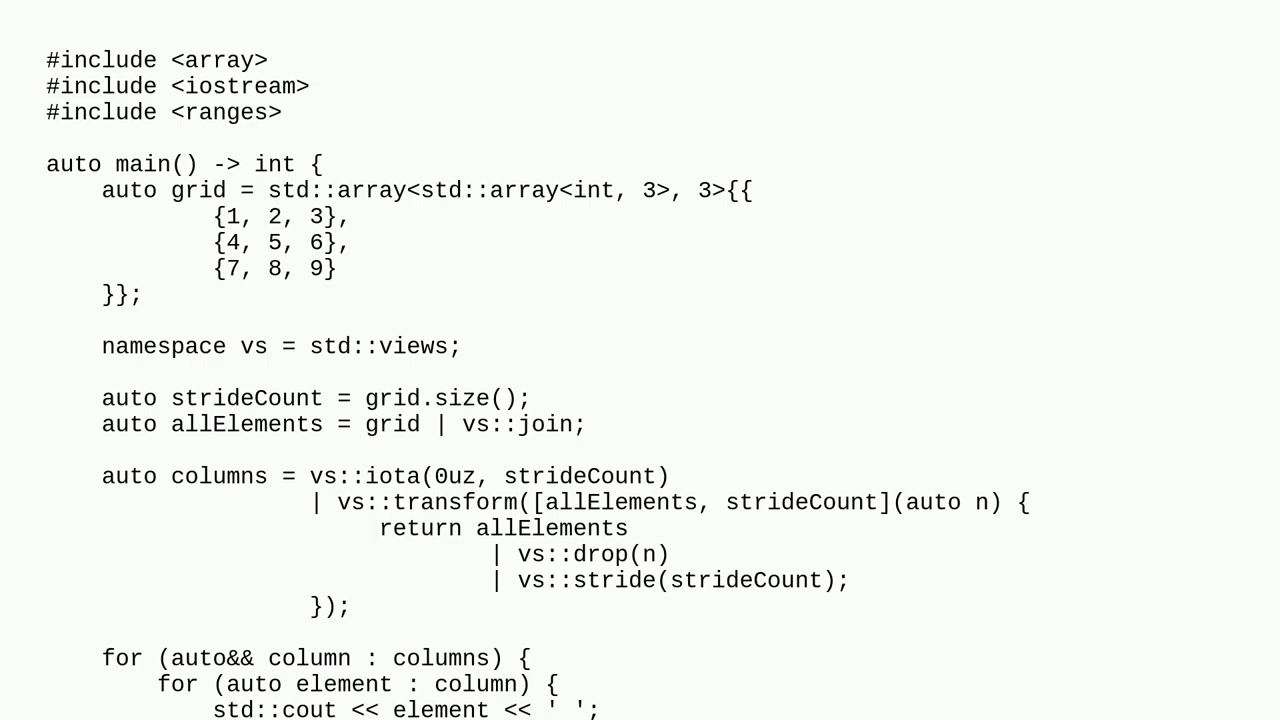 #include <array>
#include <iostream>
#include <ranges>

auto main() -> int {
    auto grid = std::array<std::array<int, 3>, 3>{{
            {1, 2, 3},
            {4, 5, 6},
            {7, 8, 9}
    }};

    namespace vs = std::views;

    auto strideCount = grid.size();
    auto allElements = grid | vs::join;

    auto columns = vs::iota(0uz, strideCount)
                   | vs::transform([allElements, strideCount](auto n) {
                        return allElements
                                | vs::drop(n)
                                | vs::stride(strideCount);
                   });

    for (auto&& column : columns) {
        for (auto element : column) {
            std::cout << element << ' ';